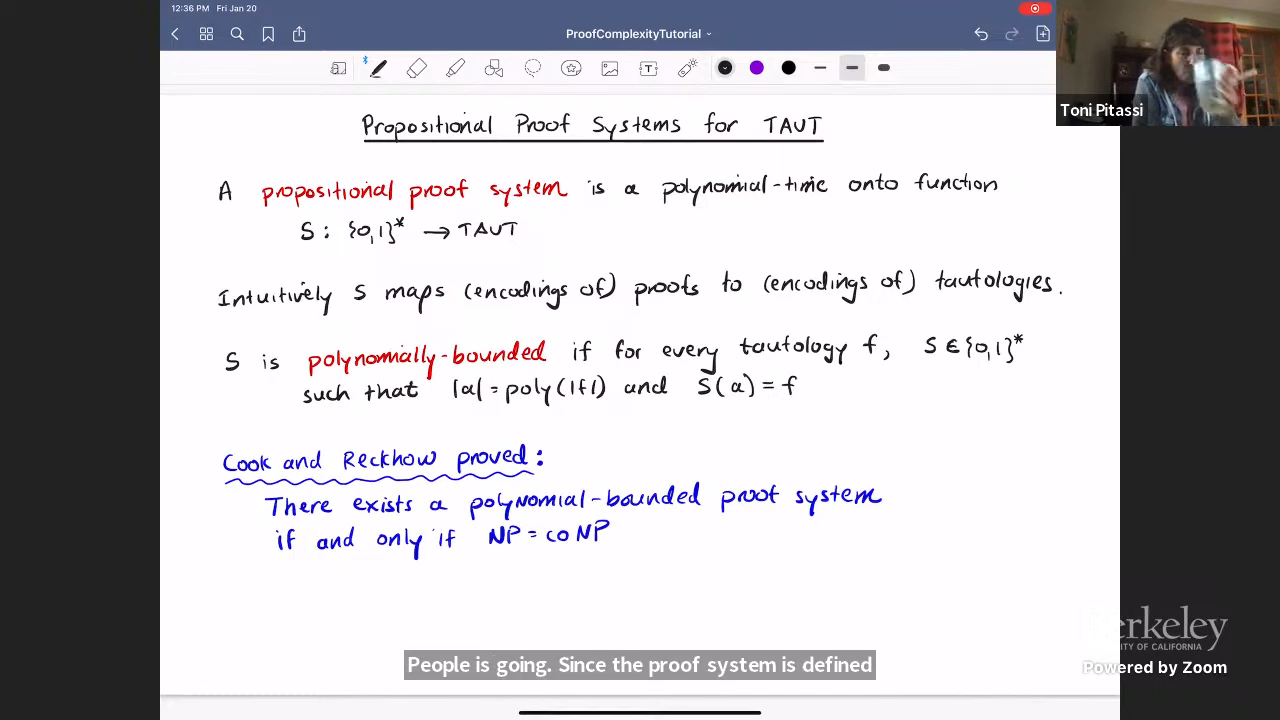 12:36 PM Fri Jan 20
ProofComplexityTutorial
Toni Pitassi
Propositional Proof Systems for TAUT
A propositional proof system is a polynomial-time onto function
S: {0,1}* → TAUT
Intuitively S maps (encodings of) proofs to (encodings of) tautologies.
S is polynomially-bounded if for every tautology f, S ∈ {0,1}*
such that |α| = poly(|f|) and S(α) = f
Cook and Reckhow proved:
There exists a polynomial-bounded proof system
if and only if NP = coNP
People is going. Since the proof system is defined
Berkeley
UNIVERSITY OF CALIFORNIA
Powered by Zoom